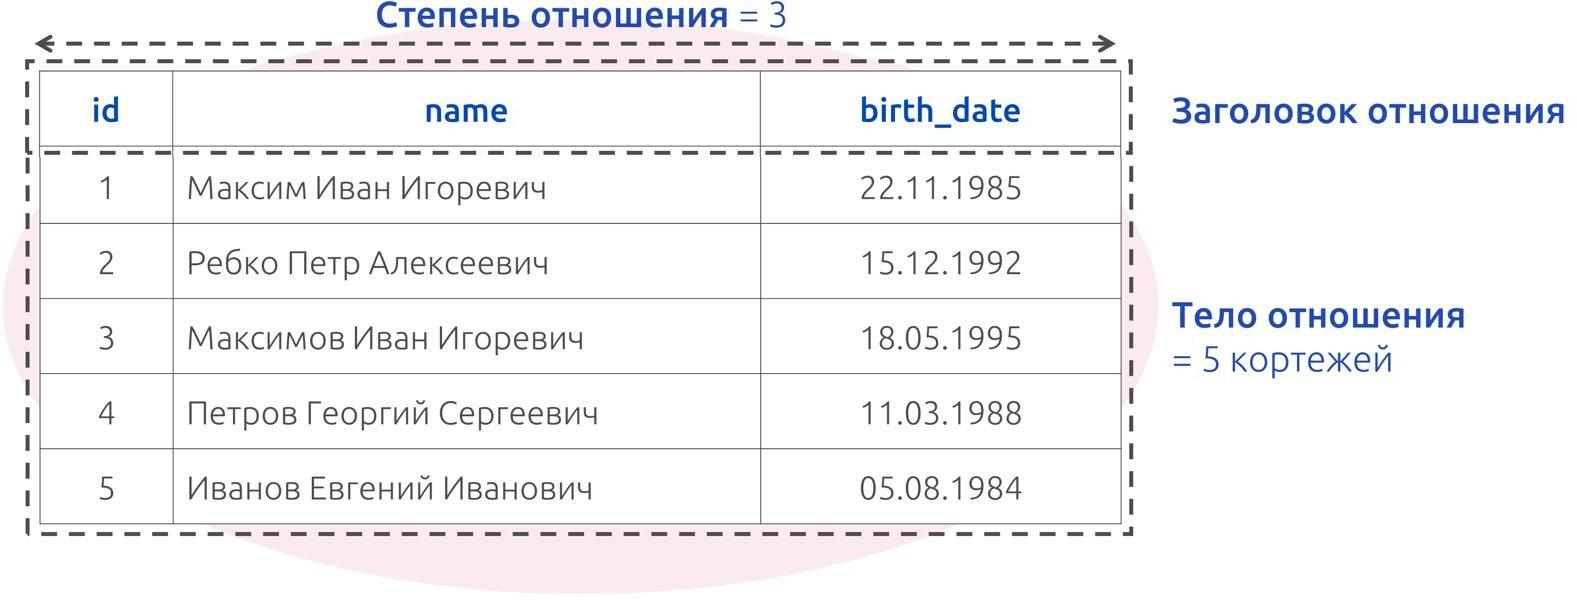 Степень отношения = 3
id name birth_date
Заголовок отношения
1 Максим Иван Игоревич 22.11.1985
2 Ребко Петр Алексеевич 15.12.1992
3 Максимов Иван Игоревич 18.05.1995
Тело отношения
= 5 кортежей
4 Петров Георгий Сергеевич 11.03.1988
5 Иванов Евгений Иванович 05.08.1984